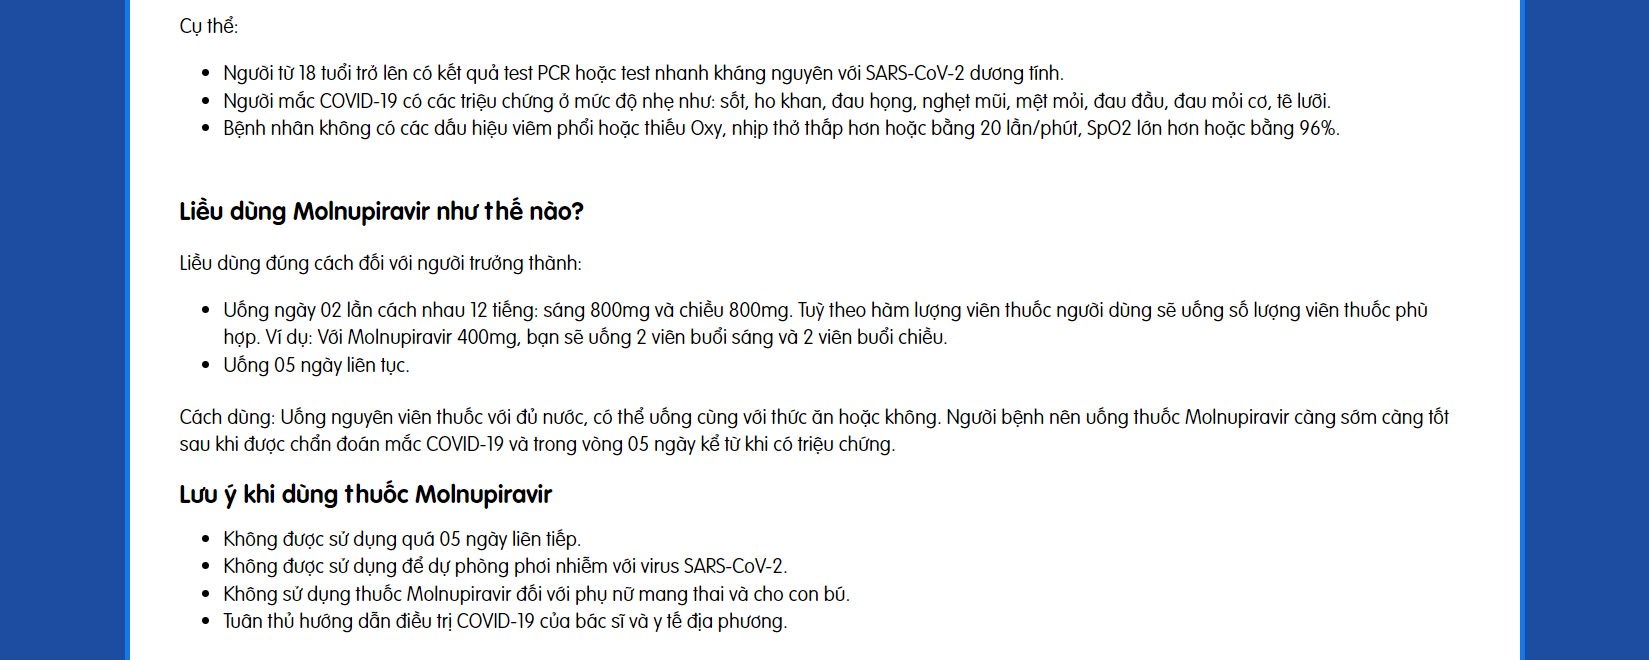 Cụ thể:
Người từ 18 tuổi trở lên có kết quả test PCR hoặc test nhanh kháng nguyên với SARS-CoV-2 dương tính.
Người mắc COVID-19 có các triệu chứng ở mức độ nhẹ như: sốt, ho khan, đau họng, nghẹt mũi, mệt mỏi, đau đầu, đau mỏi cơ, tê lưỡi.
Bệnh nhân không có các dấu hiệu viêm phổi hoặc thiếu Oxy, nhịp thở thấp hơn hoặc bằng 20 lần/phút, SpO2 lớn hơn hoặc bằng 96%.
Liều dùng Molnupiravir như thế nào?
Liều dùng đúng cách đối với người trưởng thành:
Uống ngày 02 lần cách nhau 12 tiếng: sáng 800mg và chiều 800mg. Tuỳ theo hàm lượng viên thuốc người dùng sẽ uống số lượng viên thuốc phù
hợp. Ví dụ: Với Molnupiravir 400mg, bạn sẽ uống 2 viên buổi sáng và 2 viên buổi chiều.
Uống 05 ngày liên tục.
Cách dùng: Uống nguyên viên thuốc với đủ nước, có thể uống cùng với thức ăn hoặc không. Người bệnh nên uống thuốc Molnupiravir càng sớm càng tốt
sau khi được chẩn đoán mắc COVID-19 và trong vòng 05 ngày kể từ khi có triệu chứng.
Lưu ý khi dùng thuốc Molnupiravir
Không được sử dụng quá 05 ngày liên tiếp.
Không được sử dụng để dự phòng phơi nhiễm với virus SARS-CoV-2.
Không sử dụng thuốc Molnupiravir đối với phụ nữ mang thai và cho con bú.
Tuân thủ hướng dẫn điều trị COVID-19 của bác sĩ và y tế địa phương.